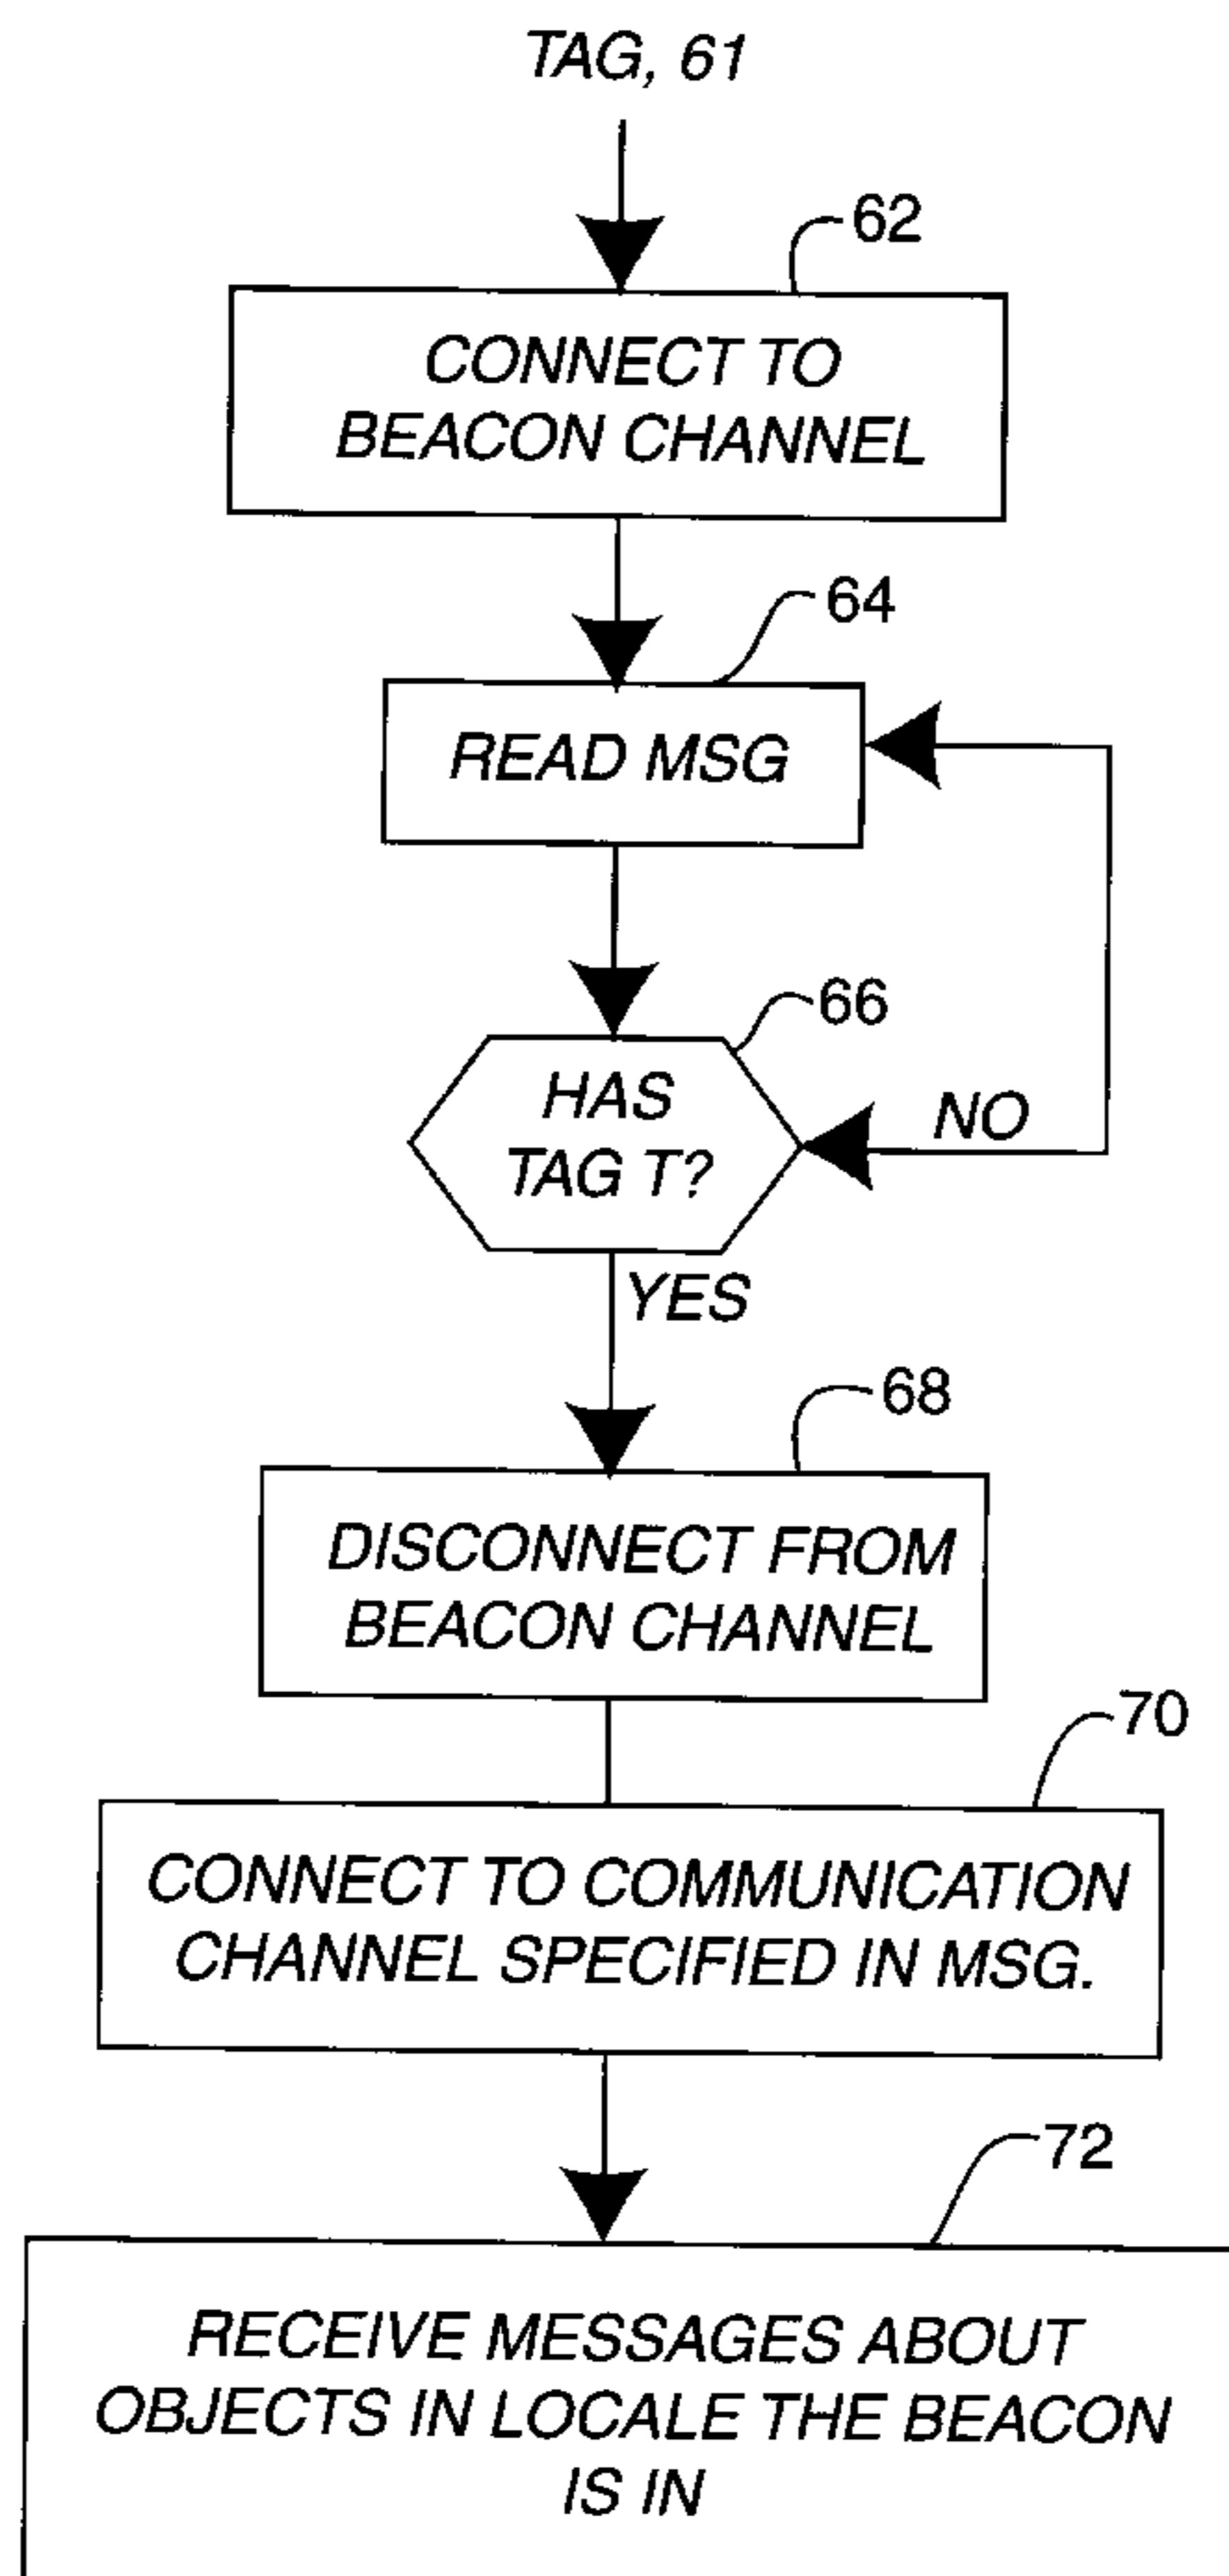 TAG, 61
62
CONNECT TO
BEACON CHANNEL
64
READ MSG
66
HAS
TAG T?
NO
YES
68
DISCONNECT FROM
BEACON CHANNEL
70
CONNECT TO COMMUNICATION
CHANNEL SPECIFIED IN MSG.
72
RECEIVE MESSAGES ABOUT
OBJECTS IN LOCALE THE BEACON
IS IN